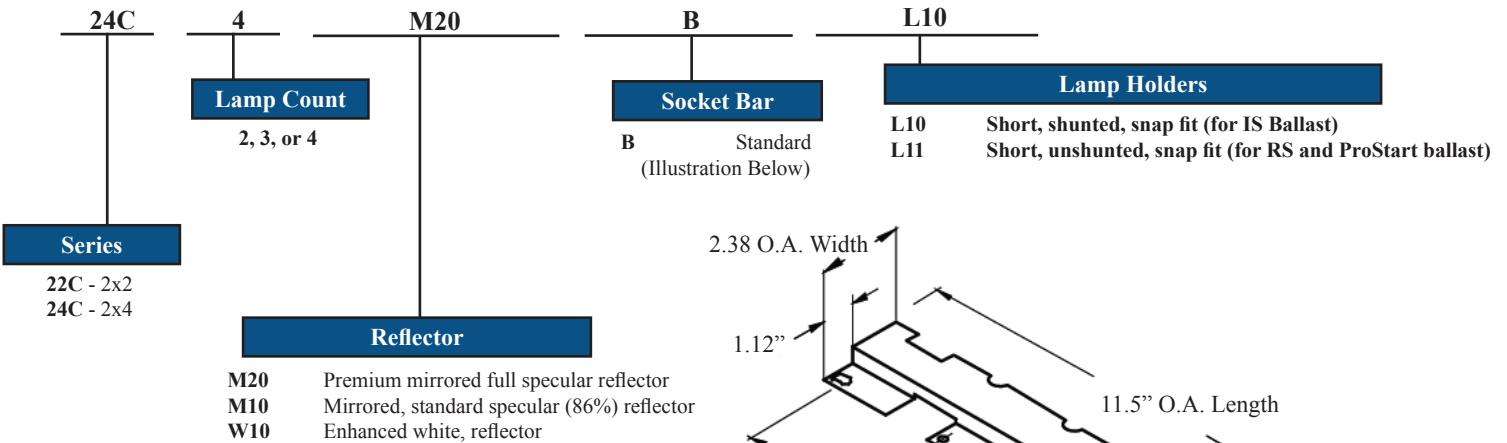 24C 4 M20 B L10
Lamp Count
2, 3, or 4
Socket Bar
B Standard
(Illustration Below)
Lamp Holders
L10 Short, shunted, snap fit (for IS Ballast)
L11 Short, unshunted, snap fit (for RS and ProStart ballast)
Series
22C - 2x2
24C - 2x4
Reflector
M20 Premium mirrored full specular reflector
M10 Mirrored, standard specular (86%) reflector
W10 Enhanced white, reflector
2.38 O.A. Width
1.12”
11.5” O.A. Length